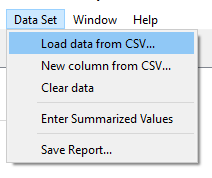 Data Set Window Help
Load data from CSV...
New column from CSV...
Clear data
Enter Summarized Values
Save Report...